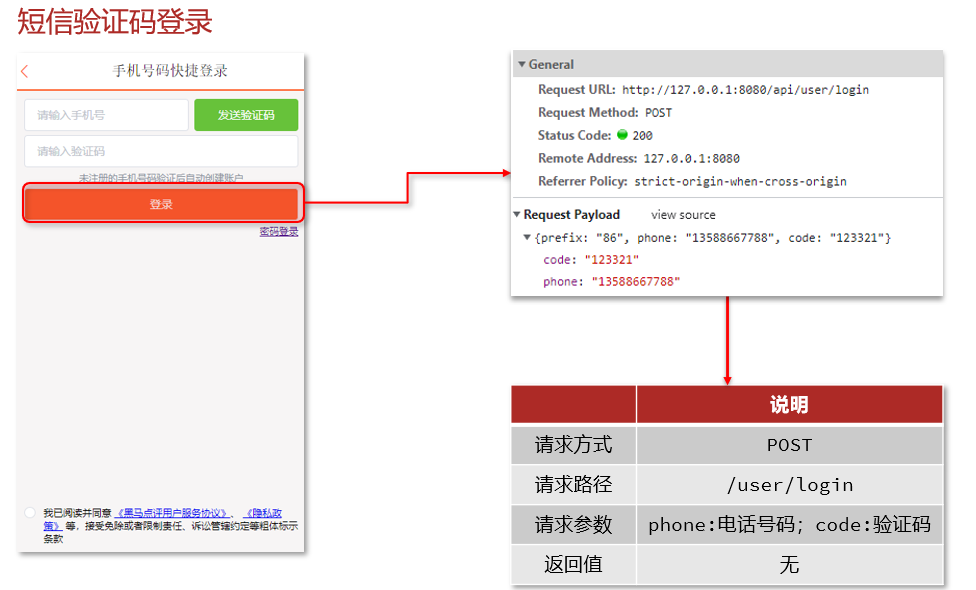 短信验证码登录
手机号码快捷登录
请输入手机号
发送验证码
请输入验证码
未注册的手机号码验证后自动创建账户
登录
密码登录
我已阅读并同意 《黑马点评用户服务协议》、 《隐私政
策》 等，接受免除或者限制责任、诉讼管辖约定等粗体标示
条款
General
Request URL: http://127.0.0.1:8080/api/user/login
Request Method: POST
Status Code: 200
Remote Address: 127.0.0.1:8080
Referrer Policy: strict-origin-when-cross-origin
Request Payload view source
{prefix: "86", phone: "13588667788", code: "123321"}
code: "123321"
phone: "13588667788"
说明
请求方式 POST
请求路径 /user/login
请求参数 phone:电话号码；code:验证码
返回值 无